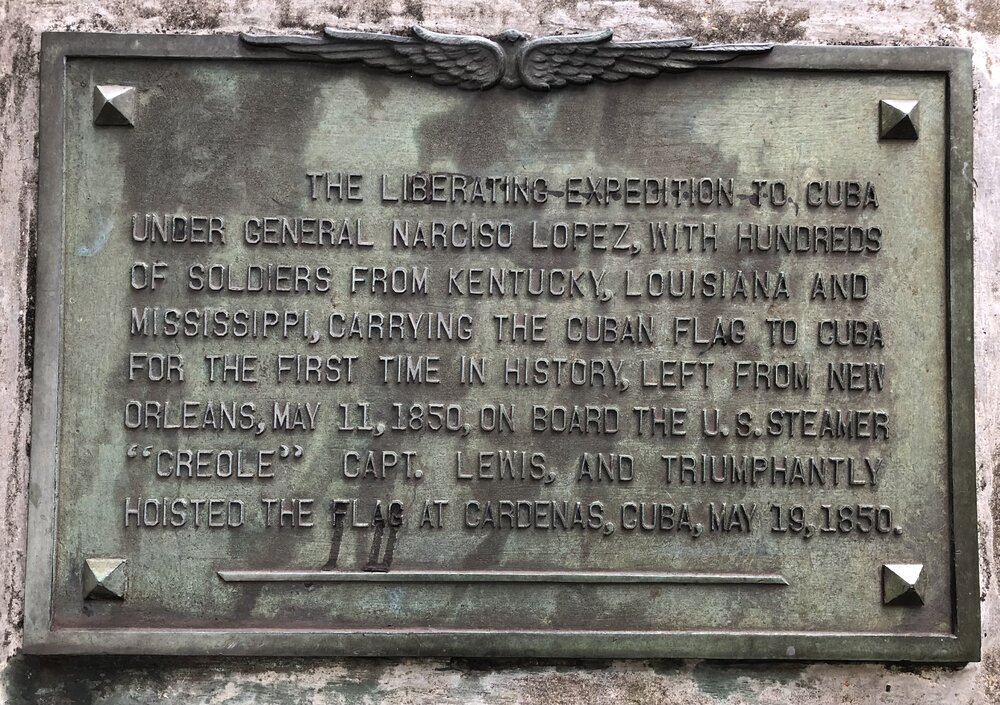 THE LIBERATING EXPEDITION TO CUBA
UNDER GENERAL NARCISO LOPEZ, WITH HUNDREDS
OF SOLDIERS FROM KENTUCKY, LOUISIANA AND
MISSISSIPPI, CARRYING THE CUBAN FLAG TO CUBA
FOR THE FIRST TIME IN HISTORY, LEFT FROM NEW
ORLEANS, MAY 11, 1850, ON BOARD THE U.S. STEAMER
“CREOLE” CAPT. LEWIS, AND TRIUMPHANTLY
HOISTED THE FLAG AT CARDENAS, CUBA, MAY 19, 1850.